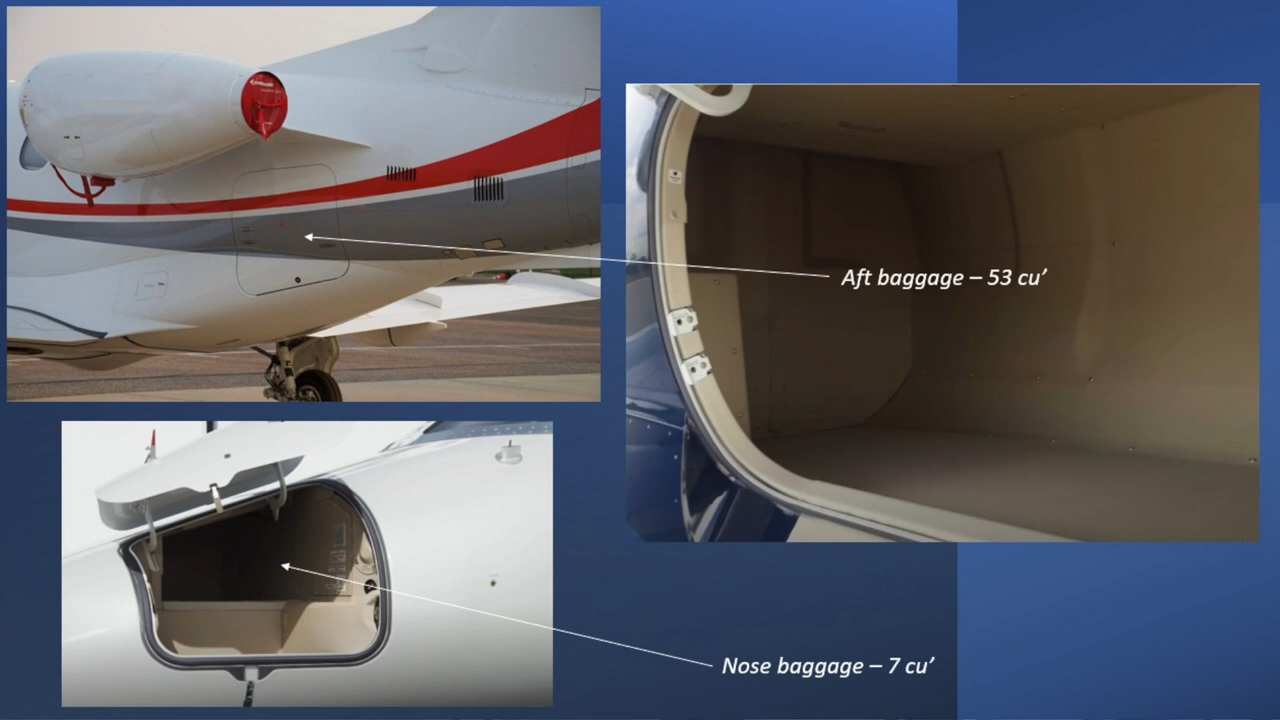 Aft baggage – 53 cu’
Nose baggage – 7 cu’